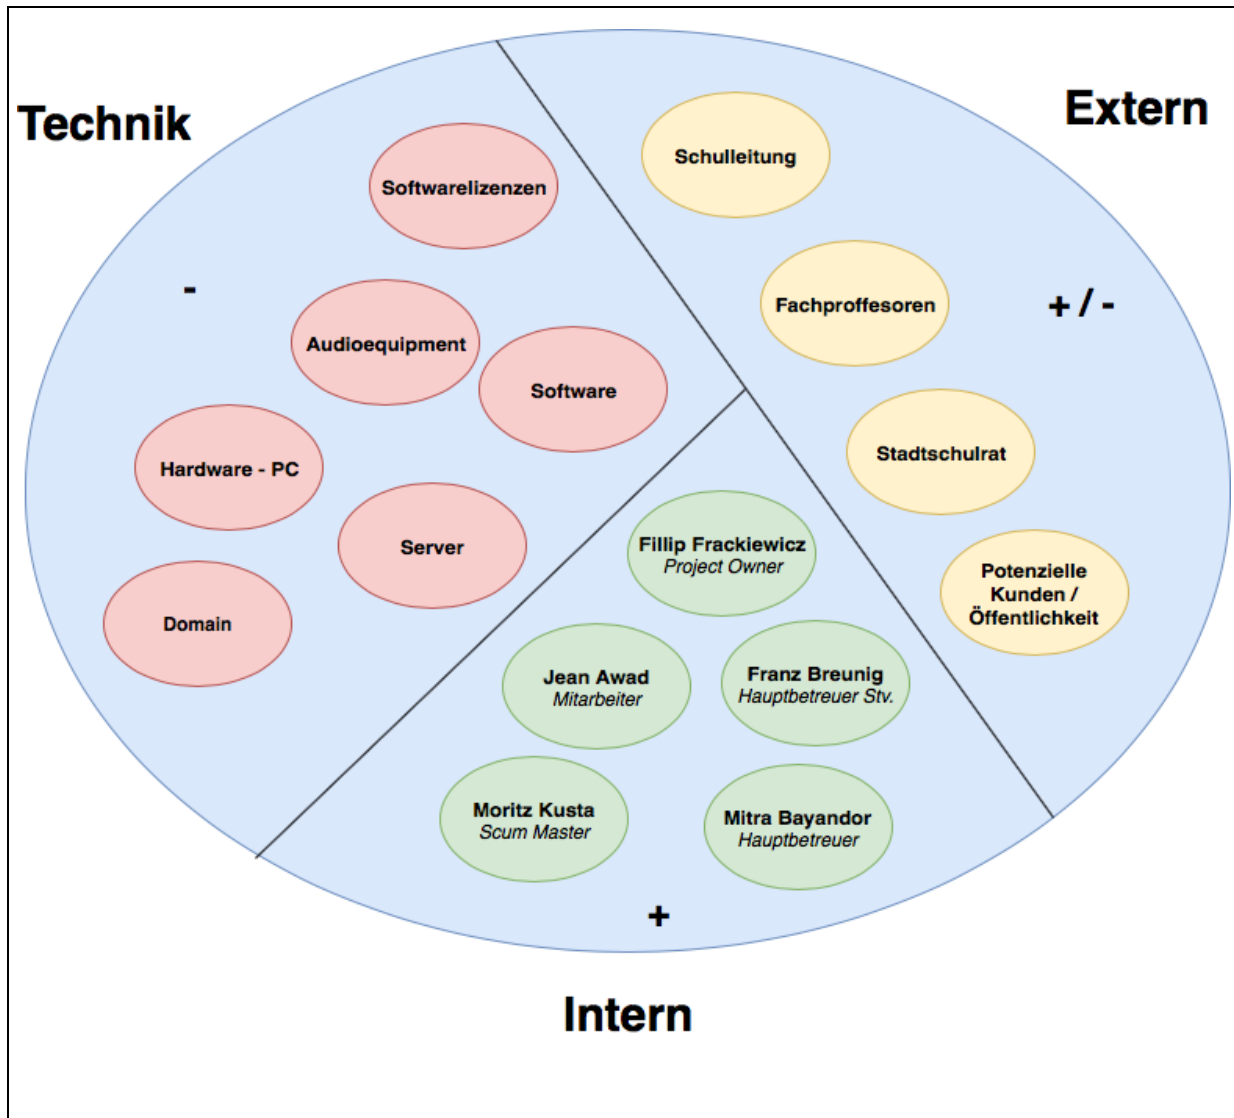 Technik
Extern
Softwarelizenzen
Schulleitung
-
Audioequipment
Software
Fachproffesoren
+ / -
Hardware - PC
Server
Stadtschulrat
Domain
Fillip Frackiewicz
Project Owner
Potenzielle
Kunden /
Öffentlichkeit
Jean Awad
Mitarbeiter
Franz Breunig
Hauptbetreuer Stv.
Moritz Kusta
Scum Master
Mitra Bayandor
Hauptbetreuer
+
Intern